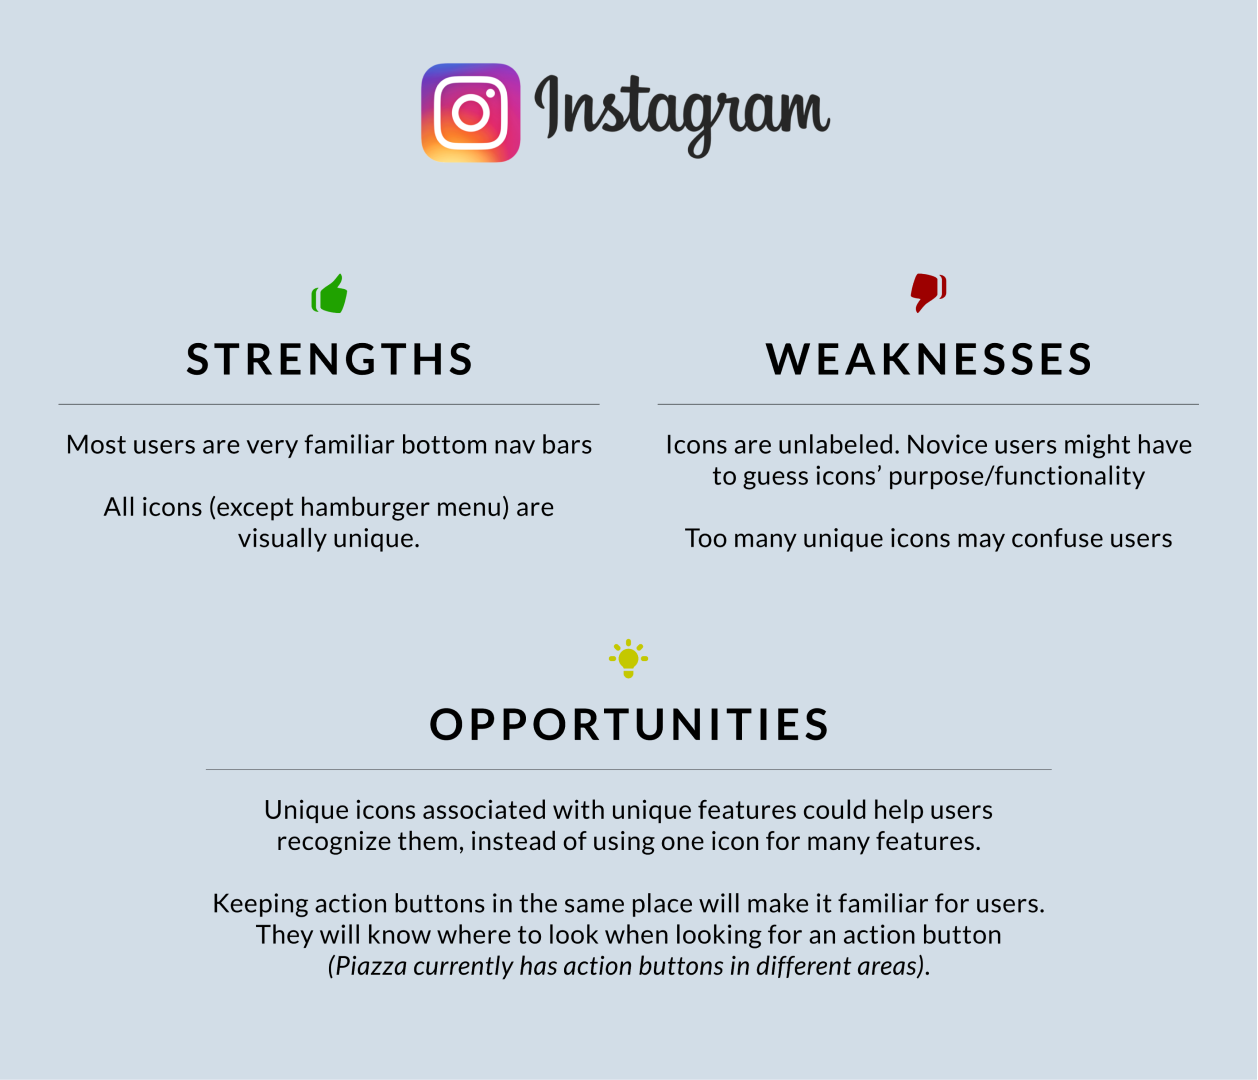 Instagram
STRENGTHS
Most users are very familiar bottom nav bars
All icons (except hamburger menu) are
visually unique.
WEAKNESSES
Icons are unlabeled. Novice users might have
to guess icons’ purpose/functionality
Too many unique icons may confuse users
OPPORTUNITIES
Unique icons associated with unique features could help users
recognize them, instead of using one icon for many features.
Keeping action buttons in the same place will make it familiar for users.
They will know where to look when looking for an action button
(Piazza currently has action buttons in different areas).